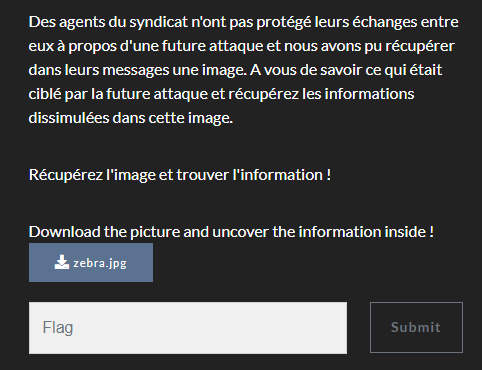 Des agents du syndicat n'ont pas protégé leurs échanges entre
eux à propos d'une future attaque et nous avons pu récupérer
dans leurs messages une image. A vous de savoir ce qui était
ciblé par la future attaque et récupérez les informations
dissimulées dans cette image.
Récupérez l'image et trouver l'information !
Download the picture and uncover the information inside !
zebra.jpg
Flag
Submit